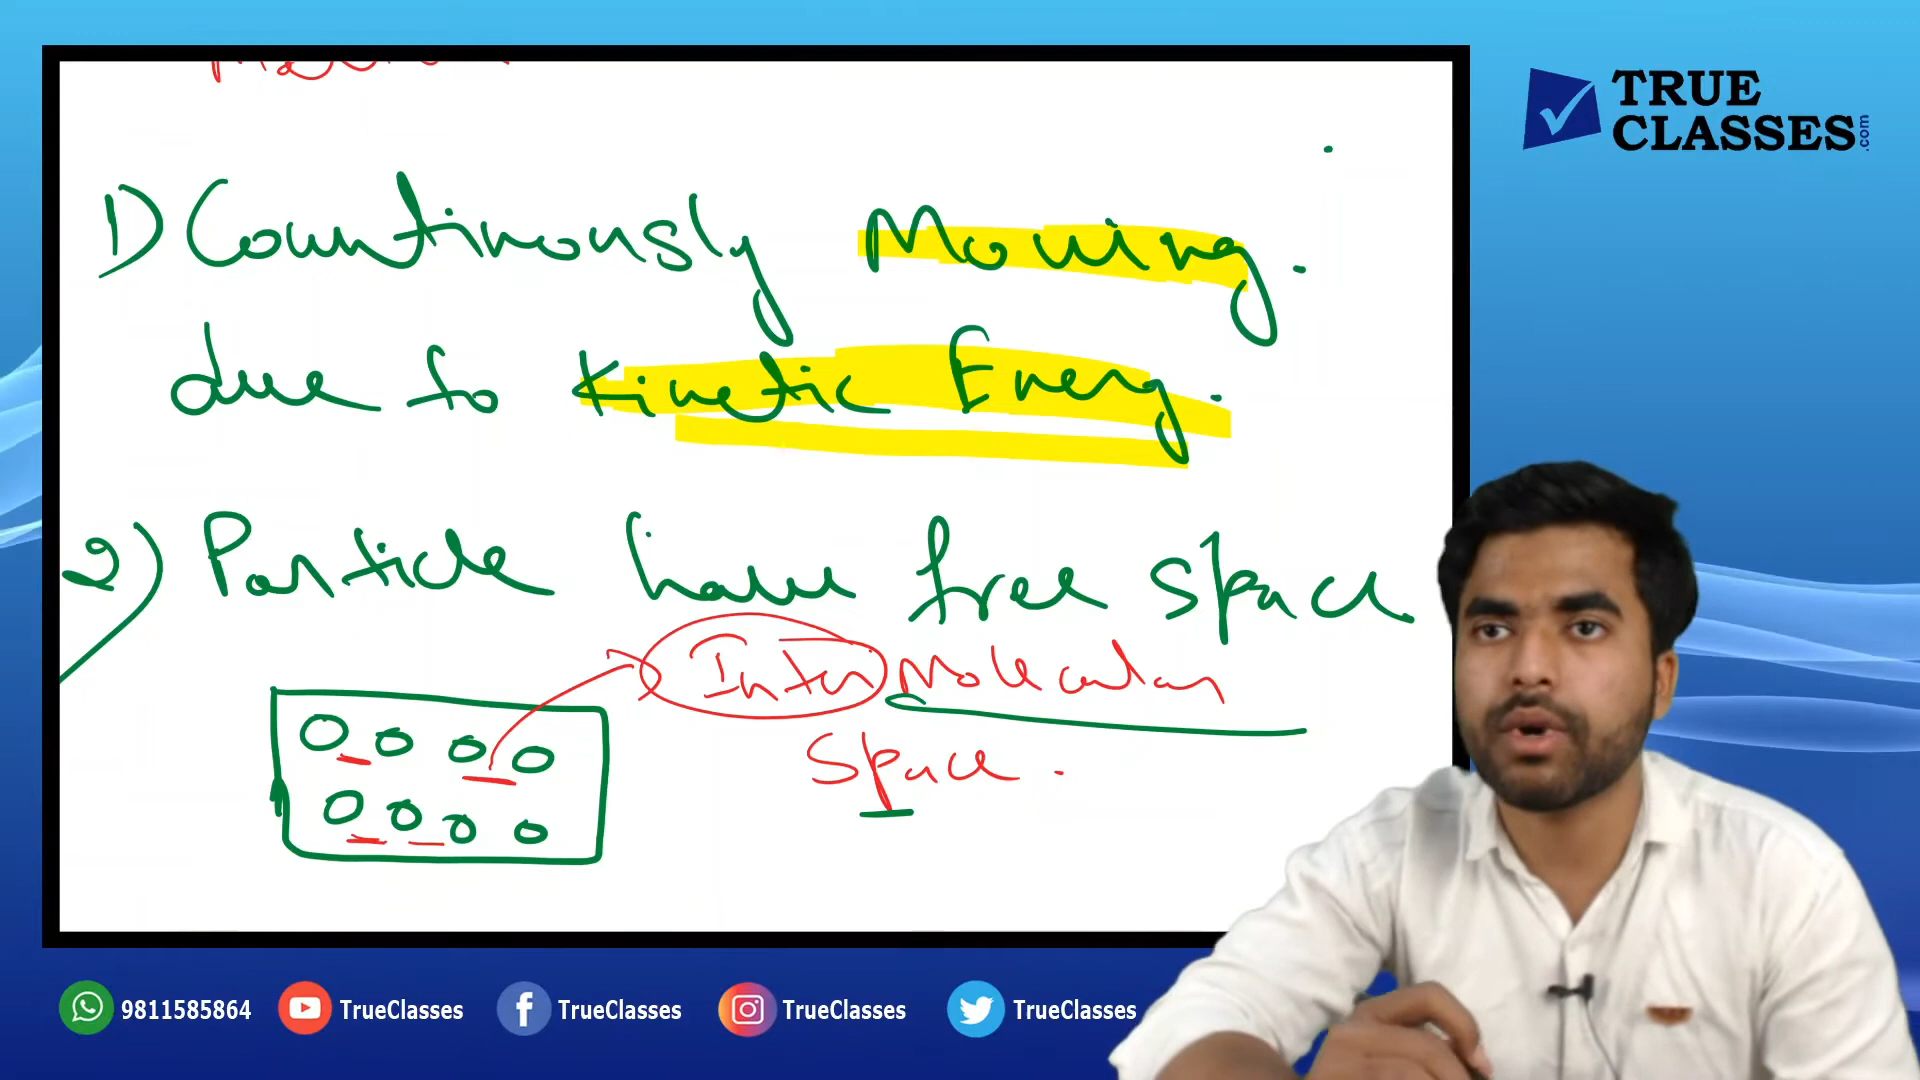 1) Countinously Moving.
due to Kinetic Energy.
2) Particle have free space
Inter Molecular
Space.
TRUE
CLASSES.com
9811585864
TrueClasses
TrueClasses
TrueClasses
TrueClasses